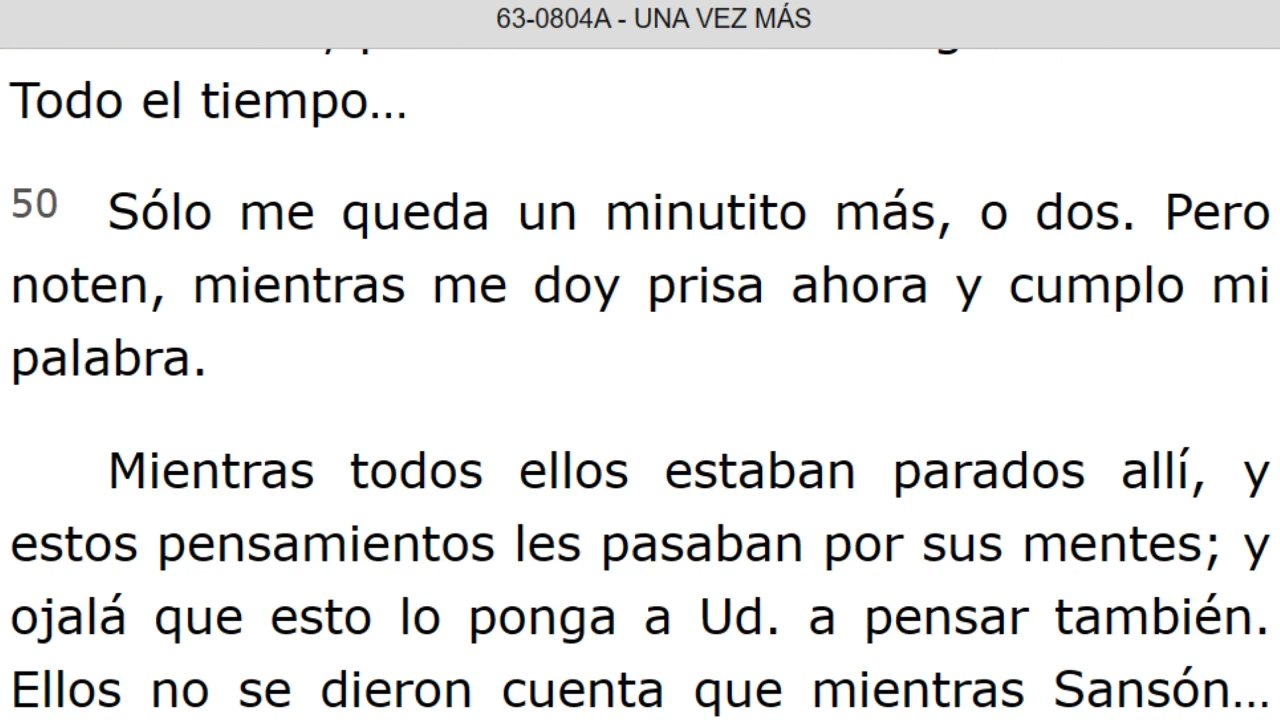 63-0804A - UNA VEZ MÁS
Todo el tiempo...
50 Sólo me queda un minutito más, o dos. Pero
noten, mientras me doy prisa ahora y cumplo mi
palabra.
Mientras todos ellos estaban parados allí, y
estos pensamientos les pasaban por sus mentes; y
ojalá que esto lo ponga a Ud. a pensar también.
Ellos no se dieron cuenta que mientras Sansón...